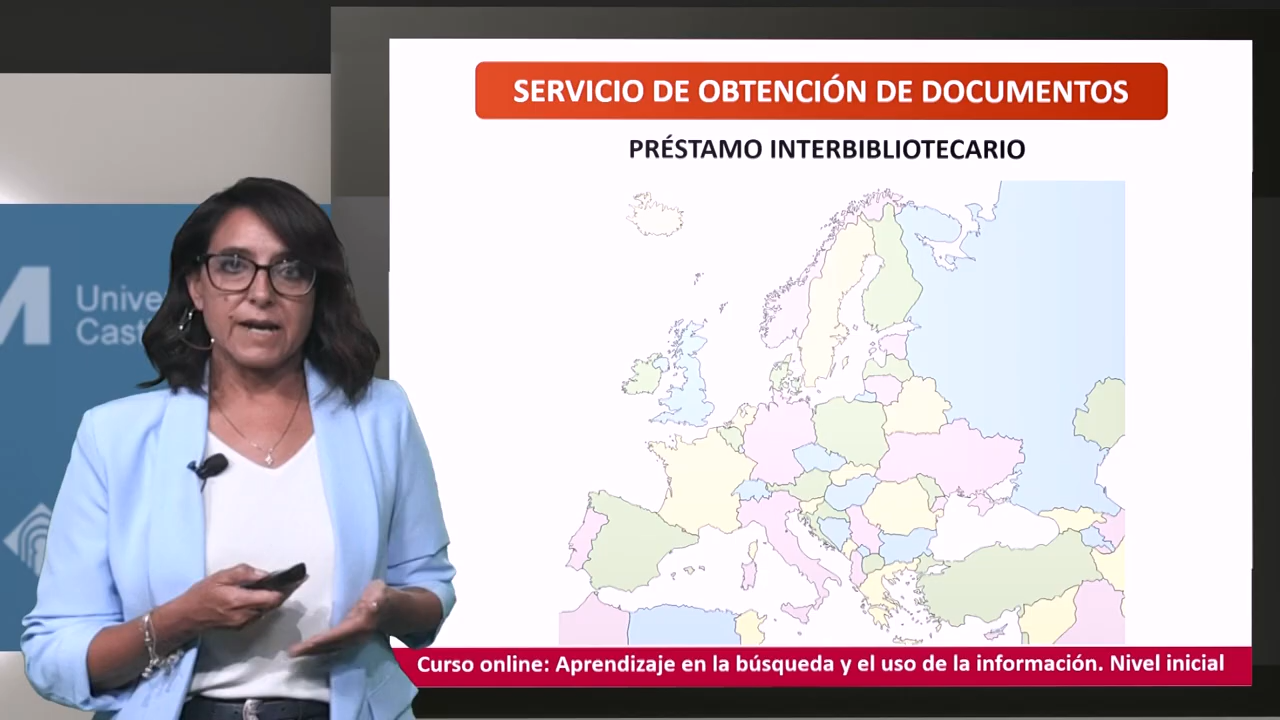 SERVICIO DE OBTENCIÓN DE DOCUMENTOS
PRÉSTAMO INTERBIBLIOTECARIO
Curso online: Aprendizaje en la búsqueda y el uso de la información. Nivel inicial